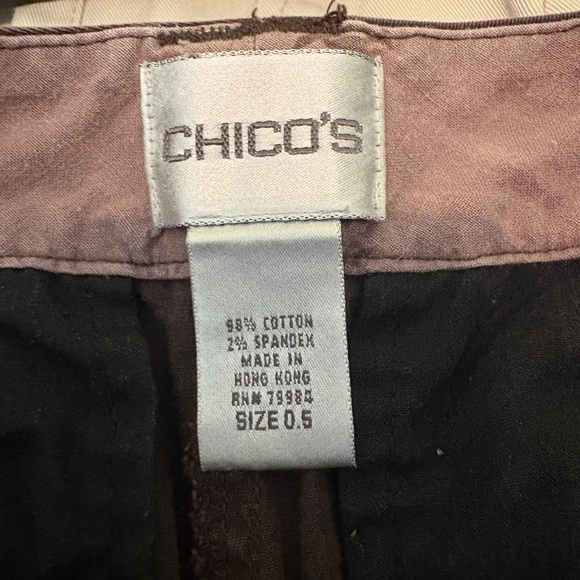 CHICO'S
98% COTTON
2% SPANDEX
MADE IN
HONG KONG
RN# 79984
SIZE 0.5